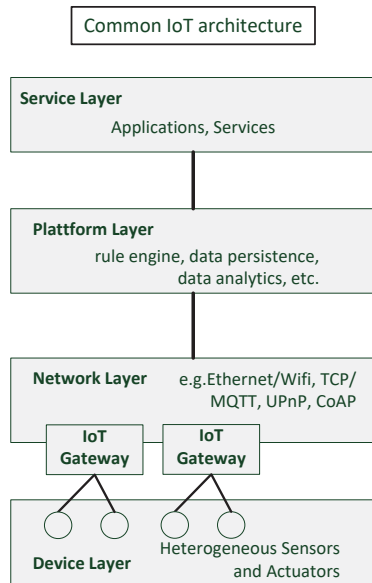 Common IoT architecture
Service Layer
Applications, Services
Plattform Layer
rule engine, data persistence,
data analytics, etc.
Network Layer e.g.Ethernet/Wifi, TCP/
MQTT, UPnP, CoAP
IoT IoT
Gateway Gateway
Heterogeneous Sensors
Device Layer and Actuators